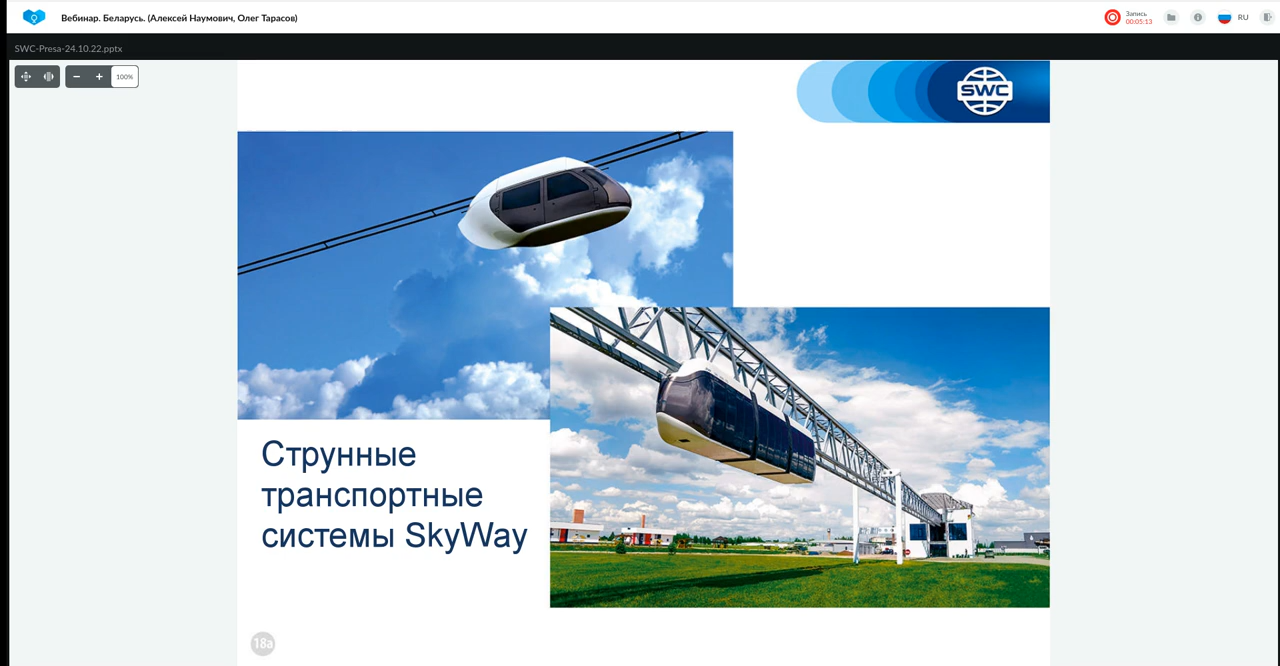 Вебинар. Беларусь. (Алексей Наумович, Олег Тарасов)
Запись
00:05:13
RU
SWC-Presa-24.10.22.pptx
100%
SWC
Струнные
транспортные
системы SkyWay
18a